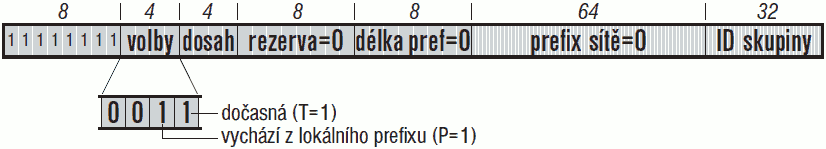 8 4 4 8 8 64 32
1 1 1 1 1 1 1 1 volby dosah rezerva=0 délka pref=0 prefix sítě=0 ID skupiny
0 0 1 1 dočasná (T=1)
vychází z lokálního prefixu (P=1)